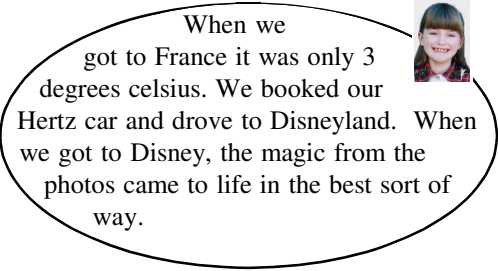 When we
got to France it was only 3
degrees celsius. We booked our
Hertz car and drove to Disneyland.  When
we got to Disney, the magic from the
photos came to life in the best sort of
way.